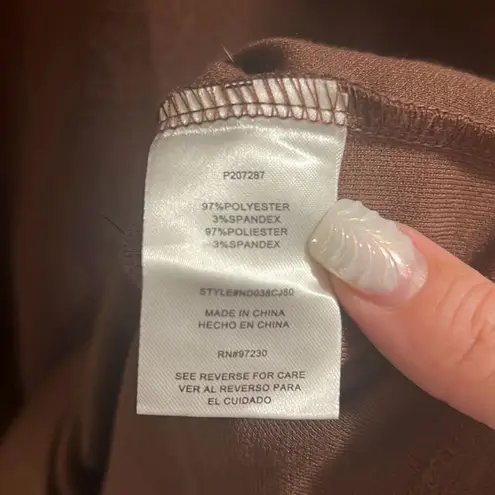 P207287
97%POLYESTER
3%SPANDEX
97%POLIESTER
3%SPANDEX
STYLE#ND038CJ80
MADE IN CHINA
HECHO EN CHINA
RN#97230
SEE REVERSE FOR CARE
VER AL REVERSO PARA
EL CUIDADO